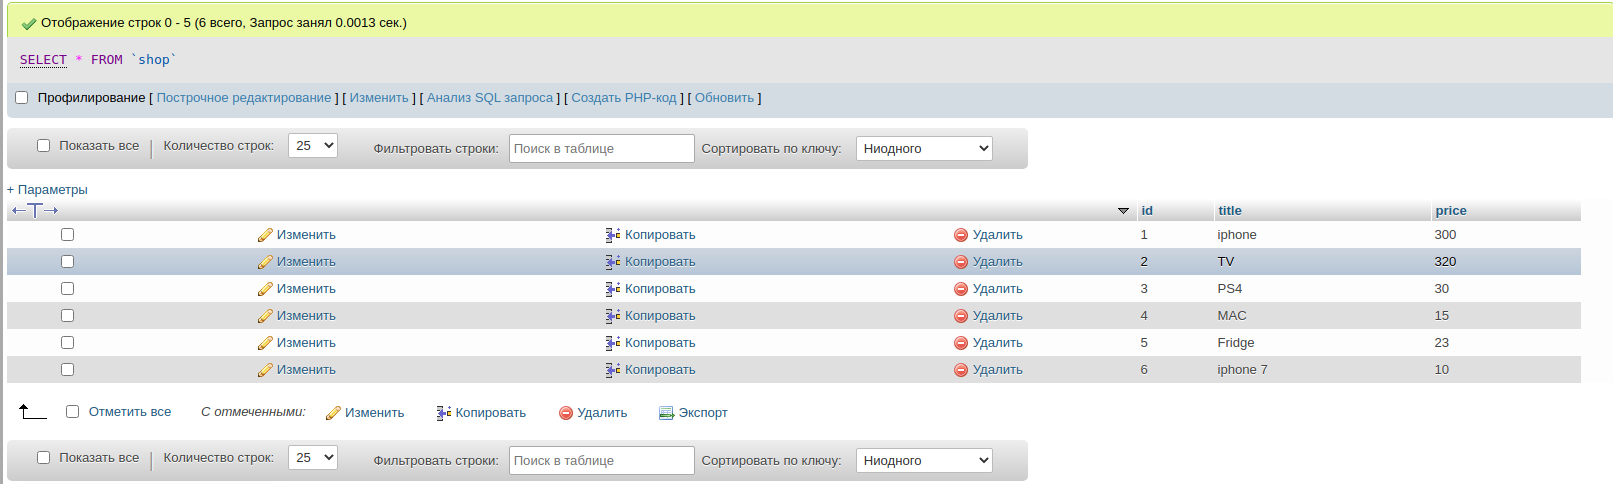 Отображение строк 0 - 5 (6 всего, Запрос занял 0.0013 сек.)
SELECT * FROM `shop`
Профилирование [ Построчное редактирование ] [ Изменить ] [ Анализ SQL запроса ] [ Создать PHP-код ] [ Обновить ]
Показать все | Количество строк: 25 Фильтровать строки: Поиск в таблице Сортировать по ключу: Ниодного
+ Параметры
←T→ id title price
Изменить Копировать Удалить 1 iphone 300
Изменить Копировать Удалить 2 TV 320
Изменить Копировать Удалить 3 PS4 30
Изменить Копировать Удалить 4 MAC 15
Изменить Копировать Удалить 5 Fridge 23
Изменить Копировать Удалить 6 iphone 7 10
Отметить все С отмеченными: Изменить Копировать Удалить Экспорт
Показать все | Количество строк: 25 Фильтровать строки: Поиск в таблице Сортировать по ключу: Ниодного